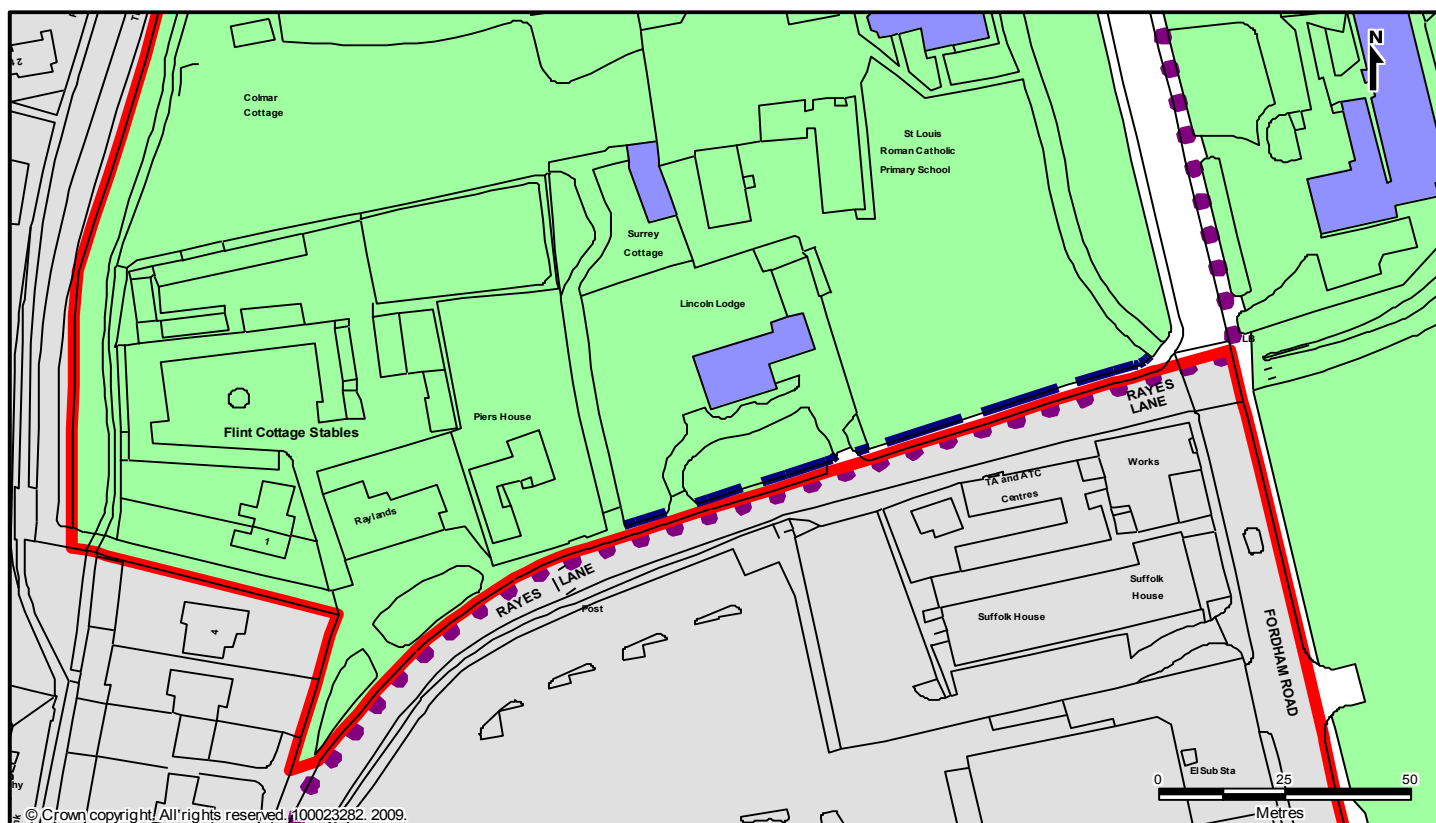 N
2
Colmar
Cottage
St Louis
Roman Catholic
Primary School
Surrey
Cottage
Lincoln Lodge
LB
RAYES
LANE
Piers House
Flint Cottage Stables
Raylands
1
Works
TA and ATC
Centres
RAYES LANE
Post
Suffolk
House
Suffolk House
4
FORDHAM ROAD
El Sub Sta
hy
0 25 50
Metres
© Crown copyright. All rights reserved. 100023282. 2009.